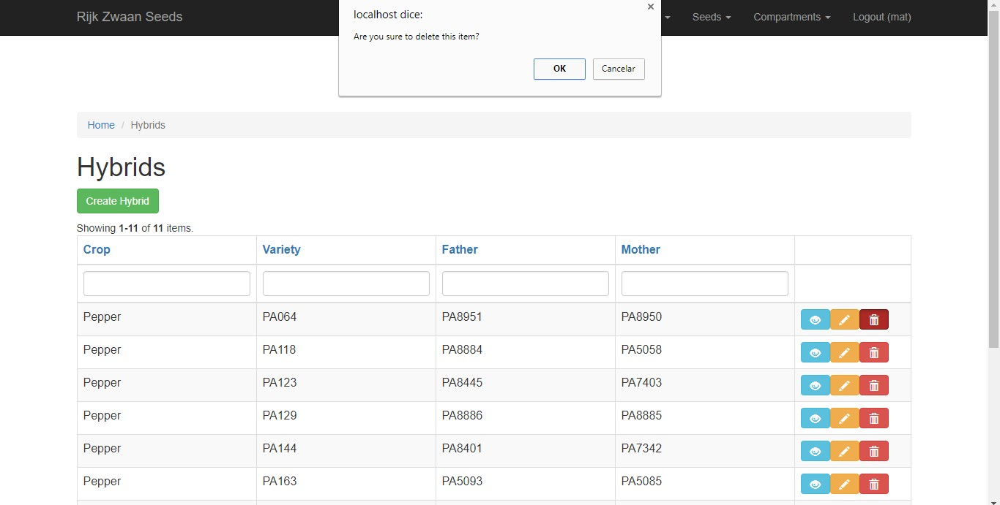 Rijk Zwaan Seeds
Seeds
Compartments
Logout (mat)
localhost dice:
Are you sure to delete this item?
OK
Cancelar
Home / Hybrids
Hybrids
Create Hybrid
Showing 1-11 of 11 items.
Crop Variety Father Mother
Pepper PA064 PA8951 PA8950
Pepper PA118 PA8884 PA5058
Pepper PA123 PA8445 PA7403
Pepper PA129 PA8886 PA8885
Pepper PA144 PA8401 PA7342
Pepper PA163 PA5093 PA5085